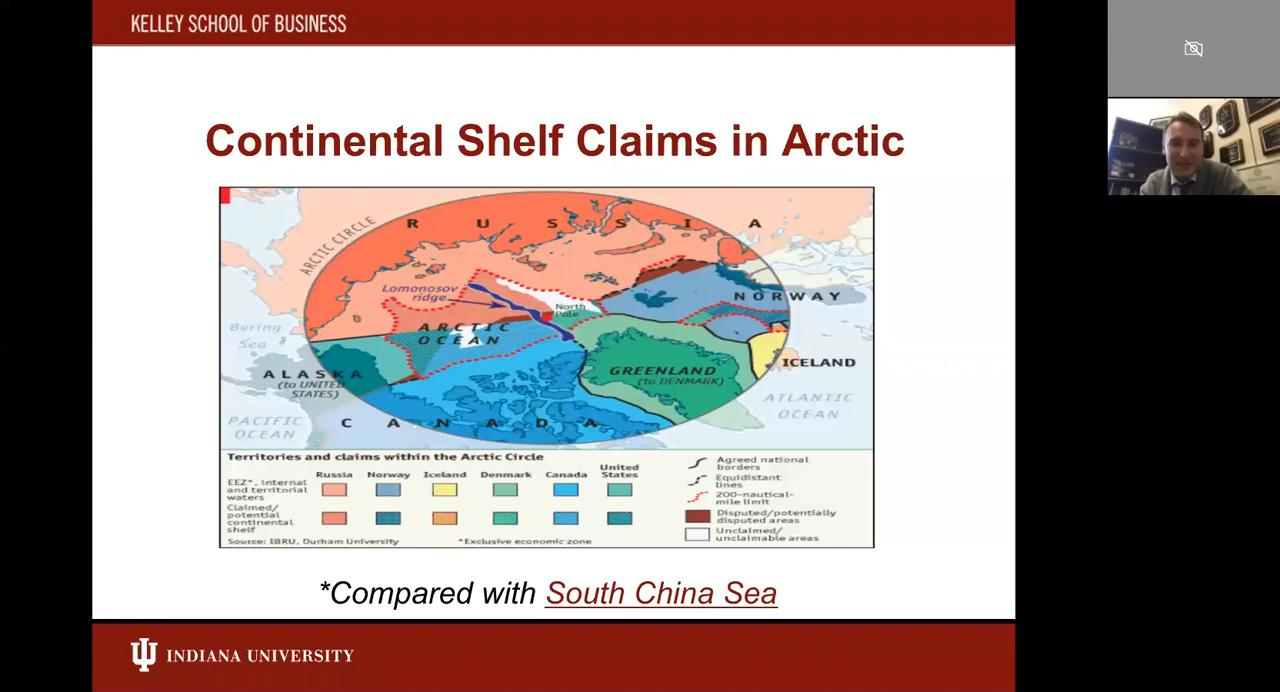 KELLEY SCHOOL OF BUSINESS
Continental Shelf Claims in Arctic
ARCTIC CIRCLE
R U S S I A
Lomonosov
ridge
North
Pole
NORWAY
Bering
Sea
ARCTIC
OCEAN
ICELAND
ALASKA
(to UNITED
STATES)
GREENLAND
(to DENMARK)
ATLANTIC
OCEAN
PACIFIC
OCEAN
C A N A D A
Territories and claims within the Arctic Circle
Russia Norway Iceland Denmark Canada United
States
EEZ*, internal
and territorial
waters
Claimed/
potential
continental
shelf
Agreed national
borders
Equidistant
lines
200-nautical-
mile limit
Disputed/potentially
disputed areas
Unclaimed/
unclaimable areas
Source: IBRU, Durham University *Exclusive economic zone
*Compared with South China Sea
INDIANA UNIVERSITY